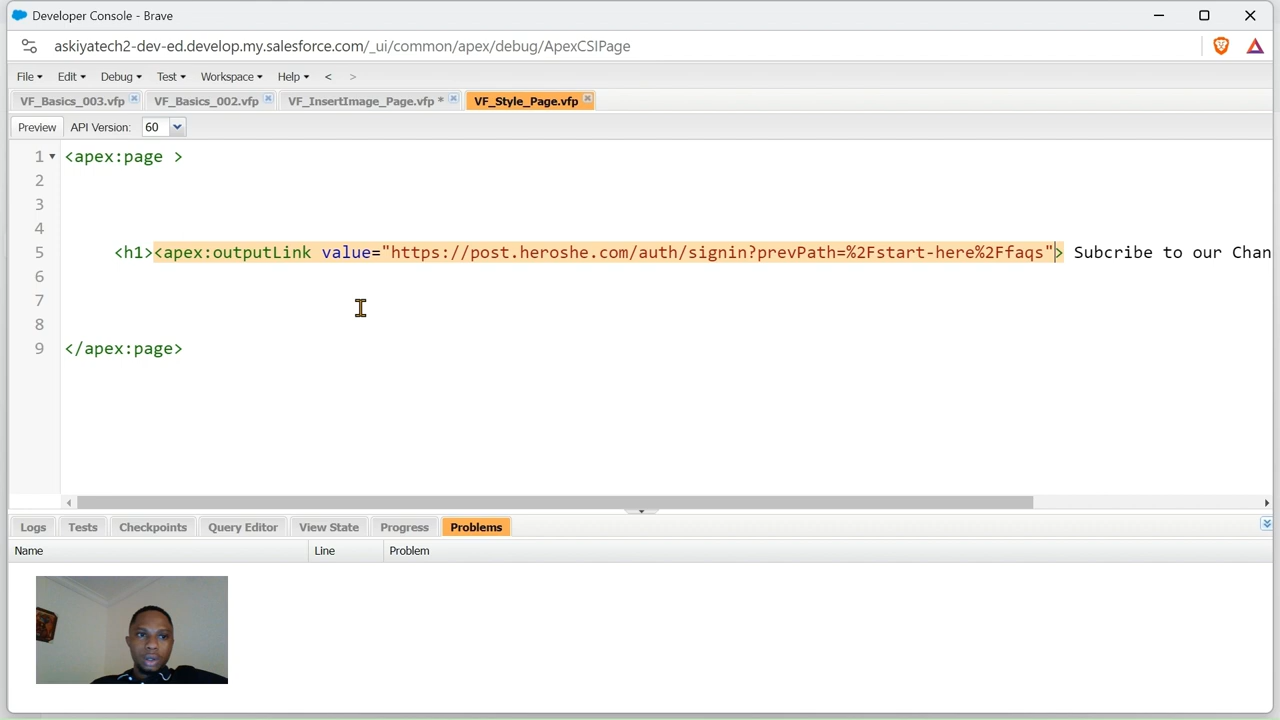 Developer Console - Brave
askiyatech2-dev-ed.develop.my.salesforce.com/_ui/common/apex/debug/ApexCSIPage
File Edit Debug Test Workspace Help < >
VF_Basics_003.vfp VF_Basics_002.vfp VF_InsertImage_Page.vfp * VF_Style_Page.vfp
Preview API Version: 60
1 <apex:page >
2
3
4
5 <h1><apex:outputLink value="https://post.heroshe.com/auth/signin?prevPath=%2Fstart-here%2Ffaqs"> Subcribe to our Chan
6
7
8
9 </apex:page>
Logs Tests Checkpoints Query Editor View State Progress Problems
Name Line Problem